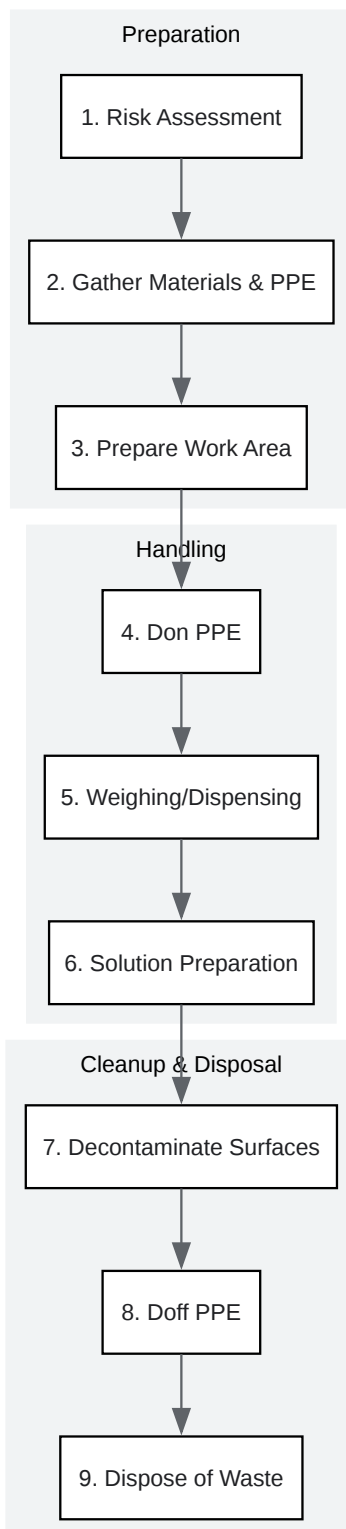 Preparation
1. Risk Assessment
2. Gather Materials & PPE
3. Prepare Work Area
Handling
4. Don PPE
5. Weighing/Dispensing
6. Solution Preparation
Cleanup & Disposal
7. Decontaminate Surfaces
8. Doff PPE
9. Dispose of Waste